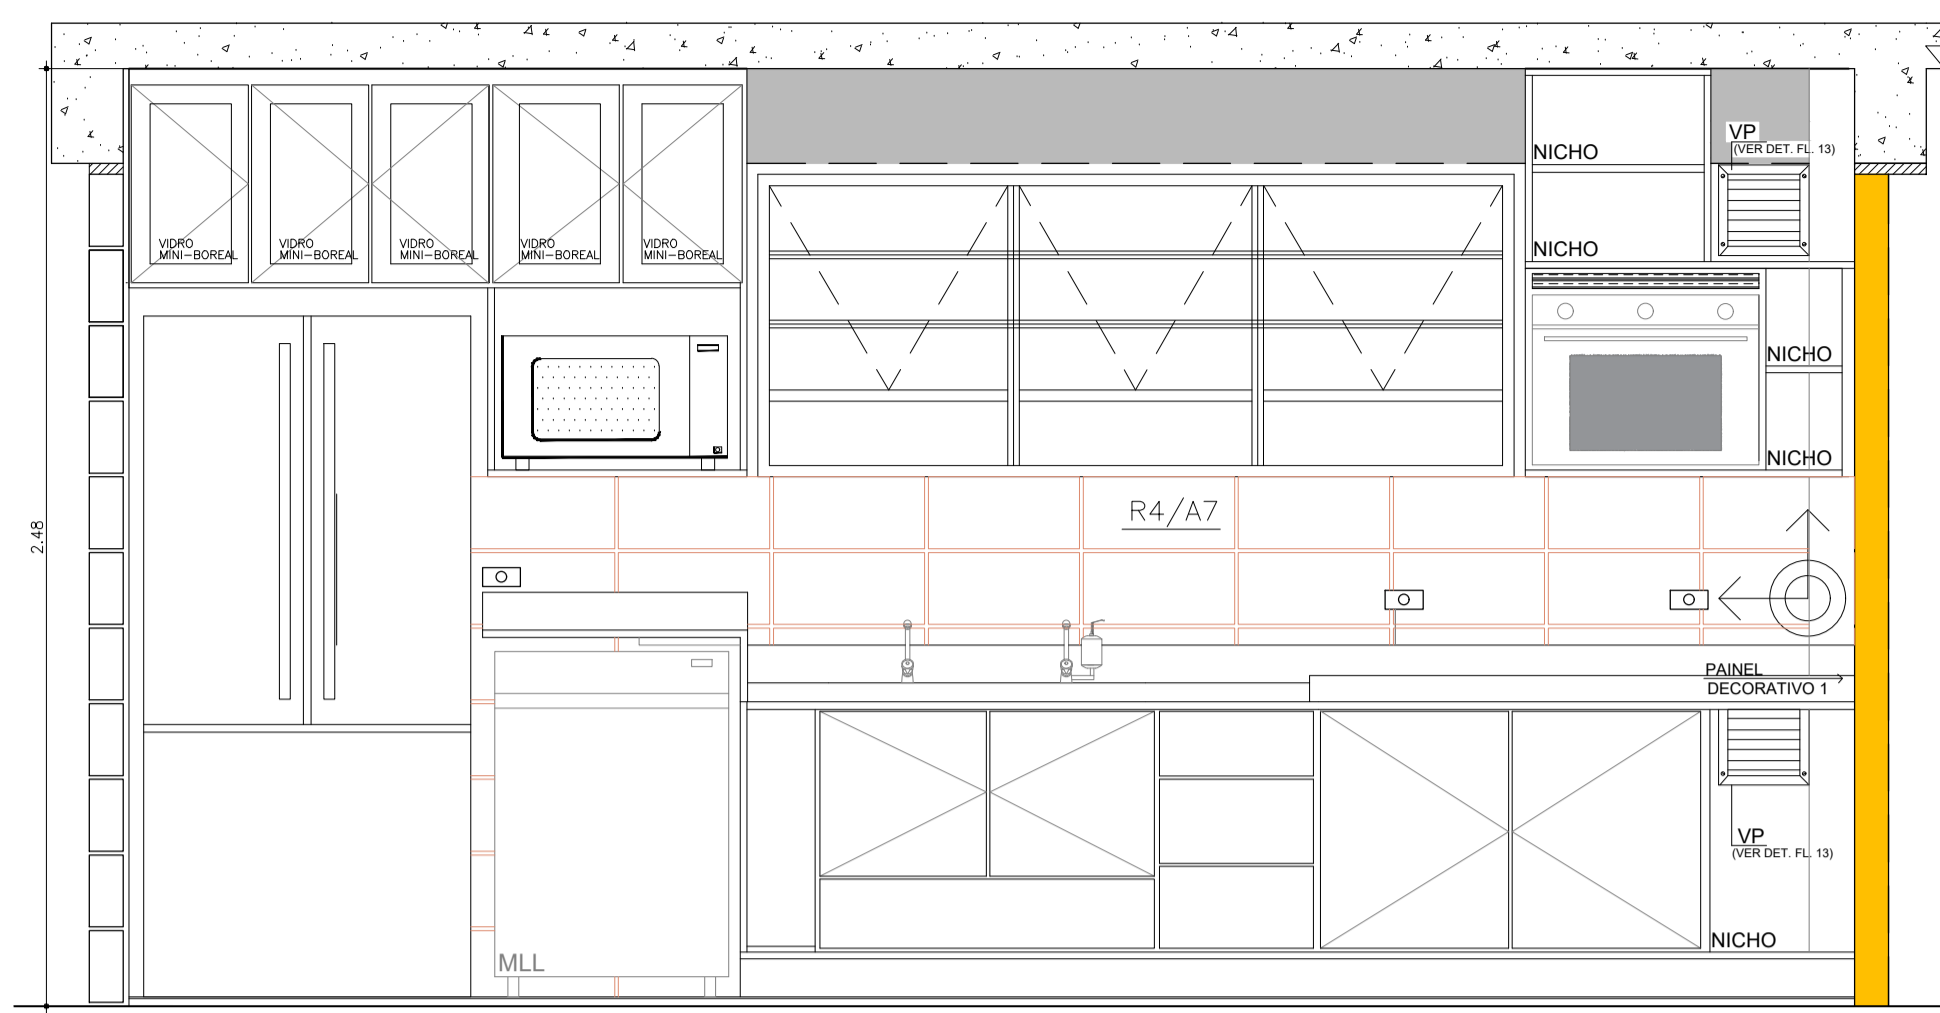 VP
(VER DET. FL. 13)
NICHO
NICHO
VIDRO
MINI-BOREAL
VIDRO
MINI-BOREAL
VIDRO
MINI-BOREAL
VIDRO
MINI-BOREAL
VIDRO
MINI-BOREAL
NICHO
NICHO
R4/A7
2.48
PAINEL
DECORATIVO 1
VP
(VER DET. FL. 13)
NICHO
MLL